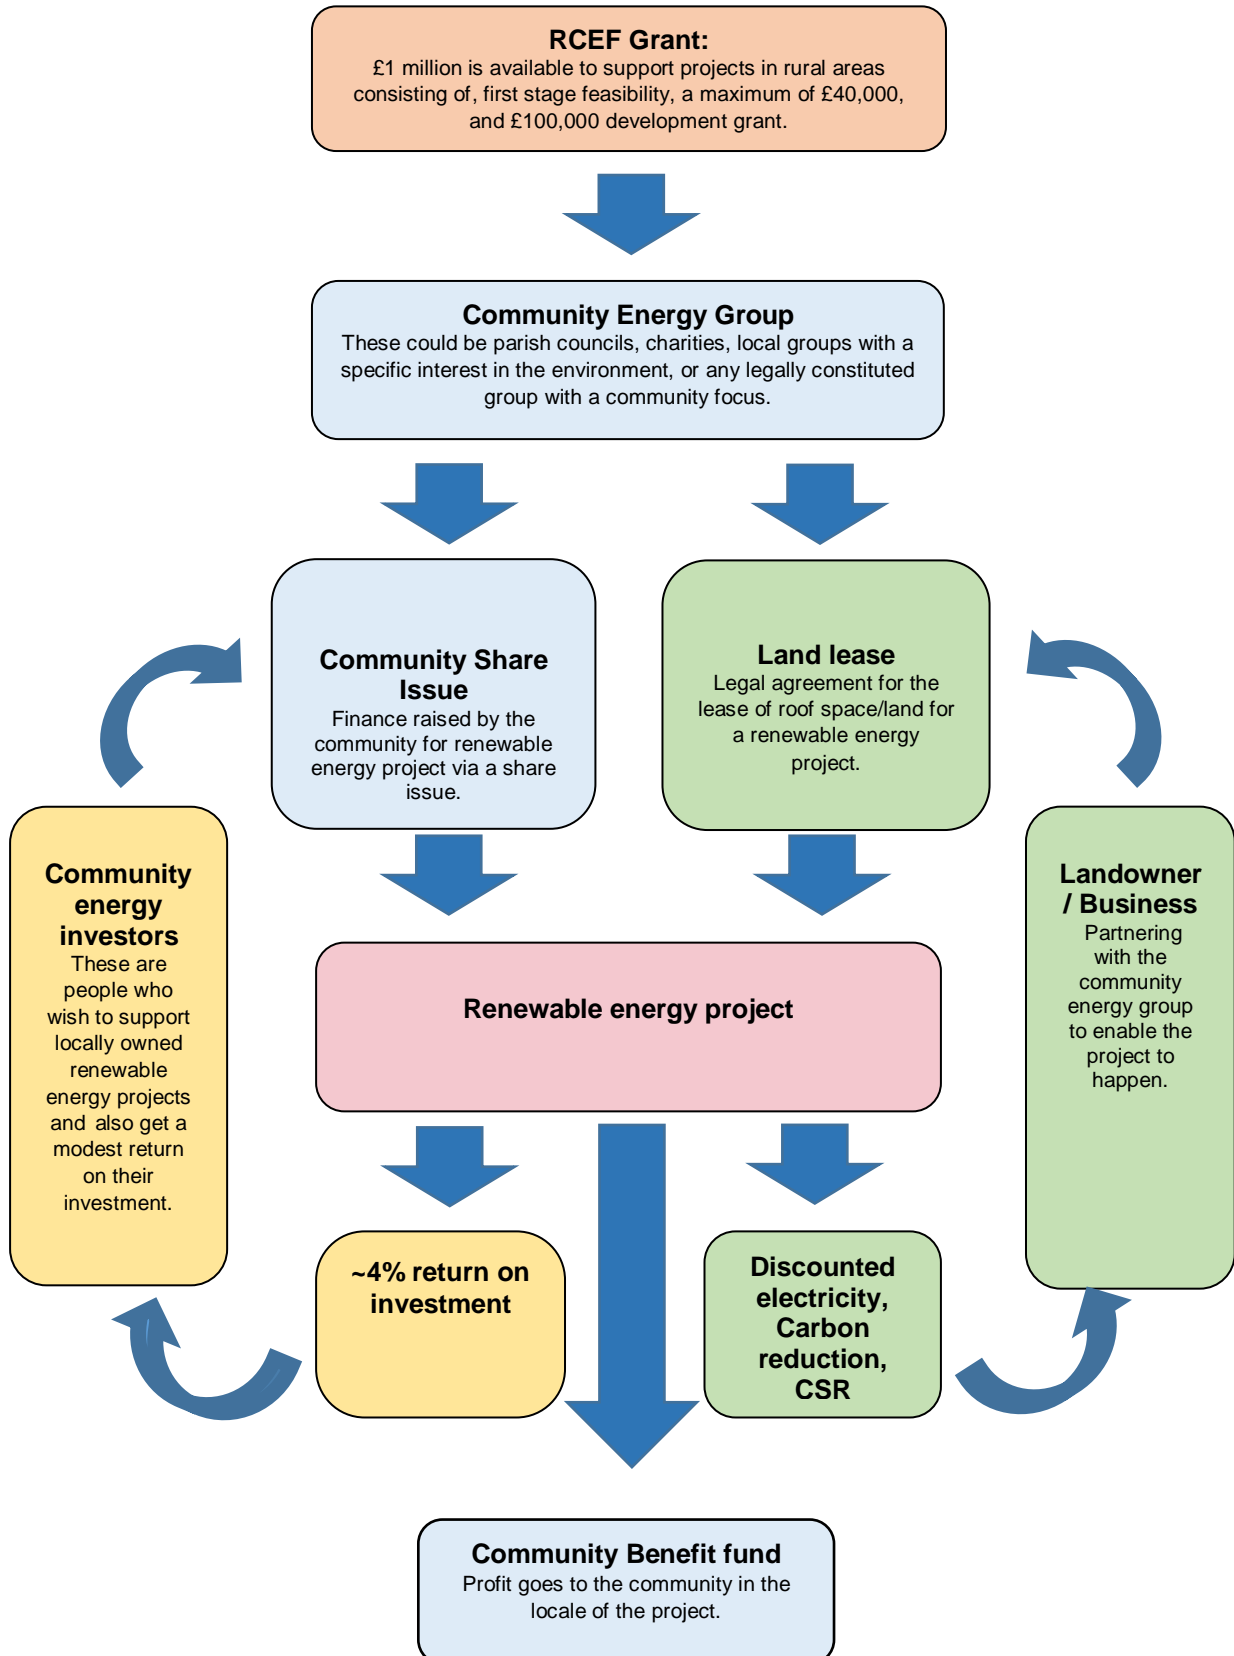 RCEF Grant:
£1 million is available to support projects in rural areas
consisting of, first stage feasibility, a maximum of £40,000,
and £100,000 development grant.
Community Energy Group
These could be parish councils, charities, local groups with a
specific interest in the environment, or any legally constituted
group with a community focus.
Community Share
Issue
Finance raised by the
community for renewable
energy project via a share
issue.
Land lease
Legal agreement for the
lease of roof space/land for
a renewable energy
project.
Community
energy
investors
These are
people who
wish to support
locally owned
renewable
energy projects
and also get a
modest return
on their
investment.
Landowner
/ Business
Partnering
with the
community
energy group
to enable the
project to
happen.
Renewable energy project
~4% return on
investment
Discounted
electricity,
Carbon
reduction,
CSR
Community Benefit fund
Profit goes to the community in the
locale of the project.